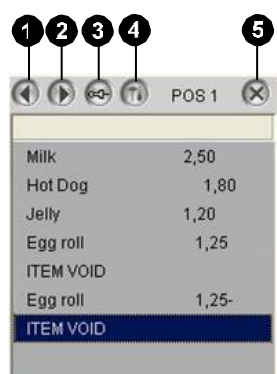 1 2 3 4 5
POS 1
Milk 2,50
Hot Dog 1,80
Jelly 1,20
Egg roll 1,25
ITEM VOID
Egg roll 1,25-
ITEM VOID